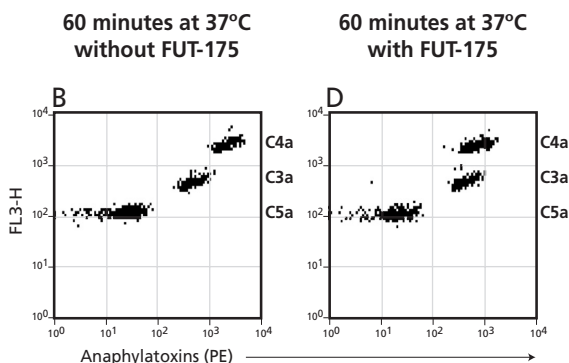 60 minutes at 37ºC
without FUT-175
60 minutes at 37ºC
with FUT-175
B
D
10⁴
10³
10²
10¹
10⁰
FL3-H
C4a
C3a
C5a
10⁰ 10¹ 10² 10³ 10⁴
10⁴
10³
10²
10¹
10⁰
C4a
C3a
C5a
10⁰ 10¹ 10² 10³ 10⁴
Anaphylatoxins (PE)